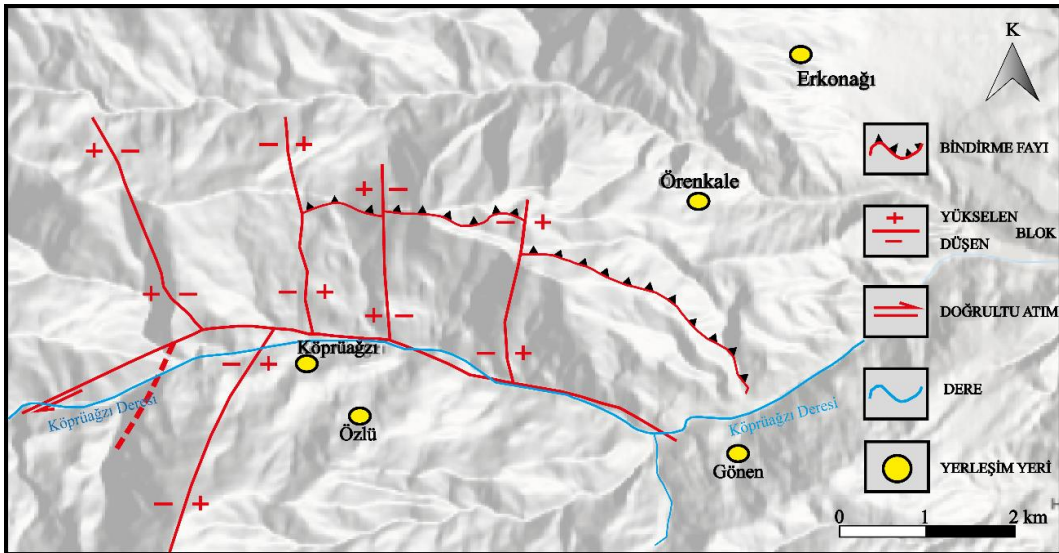 K
Erkonağı
Örenkale
Köprüağzı
Özlü
Gönen
Köprüağzı Deresi
Köprüağzı Deresi
BİNDİRME FAYI
YÜKSELEN
BLOK
DÜŞEN
DOĞRULTU ATIM
DERE
YERLEŞİM YERİ
0 1 2 km